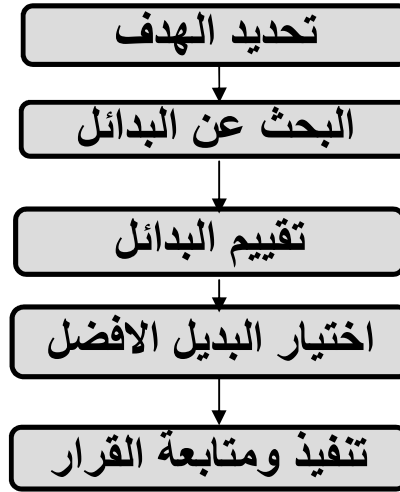 تحديد الهدف
البحث عن البدائل
تقييم البدائل
اختيار البديل الافضل
تنفيذ ومتابعة القرار